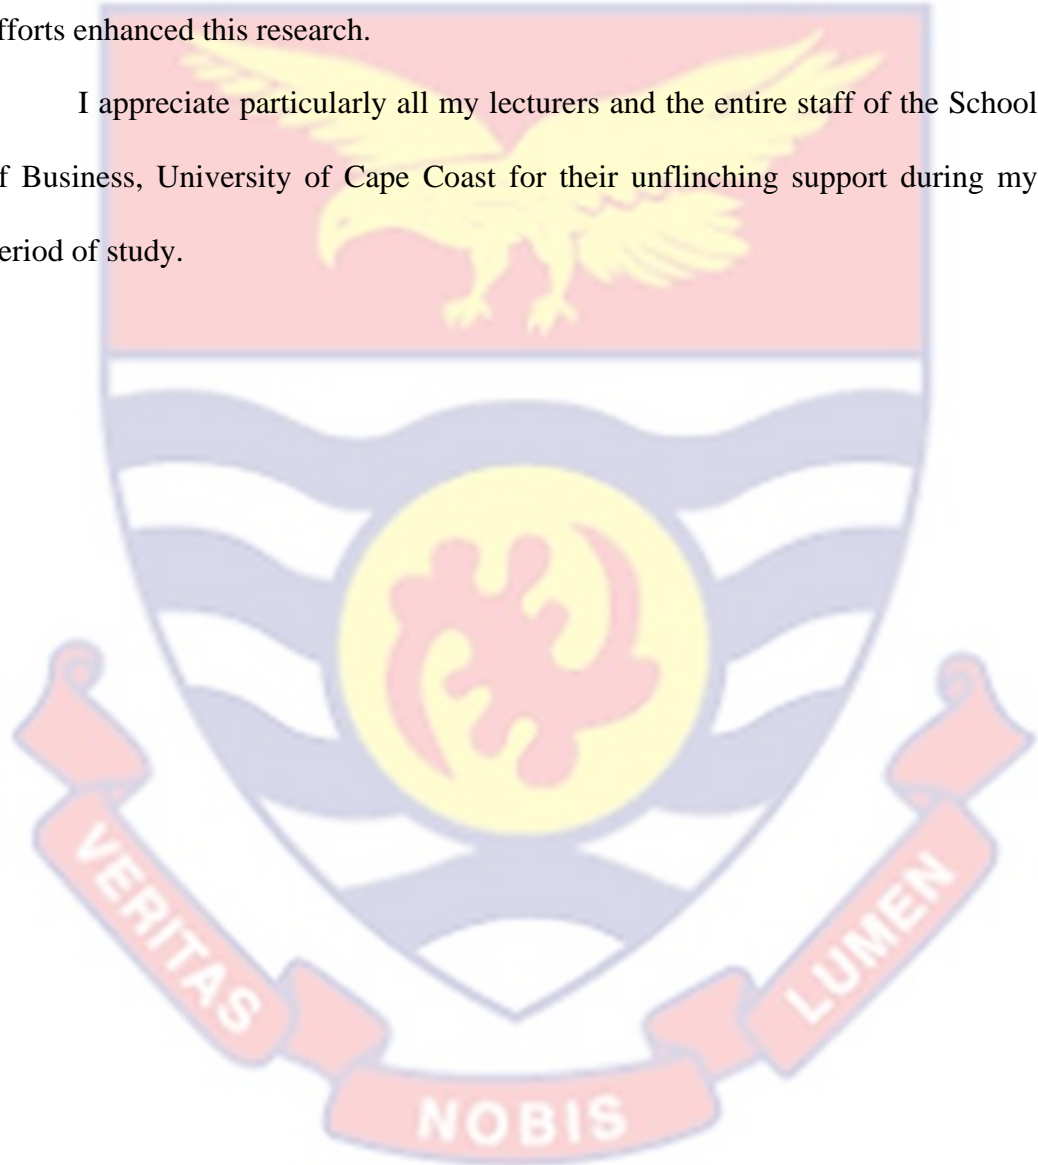 fforts enhanced this research.
I appreciate particularly all my lecturers and the entire staff of the School
f Business, University of Cape Coast for their unflinching support during my
eriod of study.
VERITAS
NOBIS
LUMEN